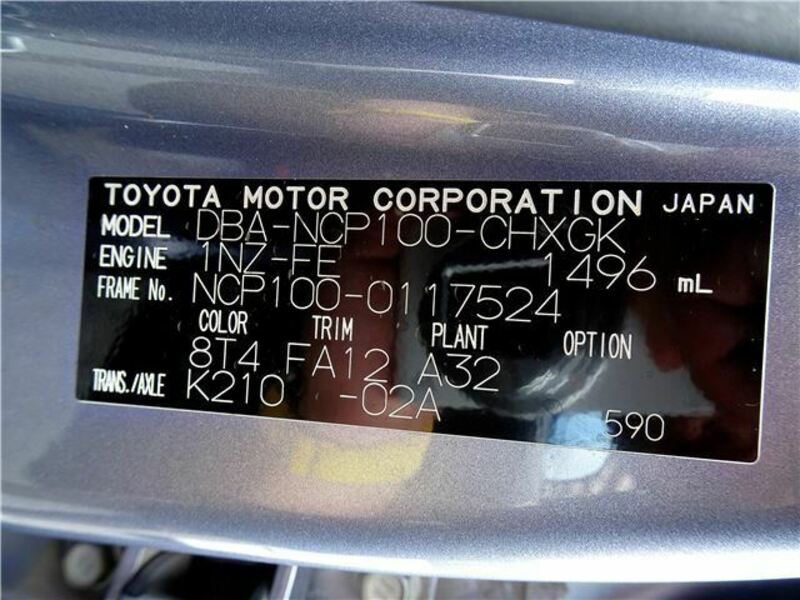 TOYOTA MOTOR CORPORATION JAPAN
MODEL DBA-NCP100-CHXGK
ENGINE 1NZ-FE 1496 mL
FRAME No. NCP100-0117524
COLOR TRIM PLANT OPTION
8T4 FA12 A32
TRANS./AXLE K210 -02A
590